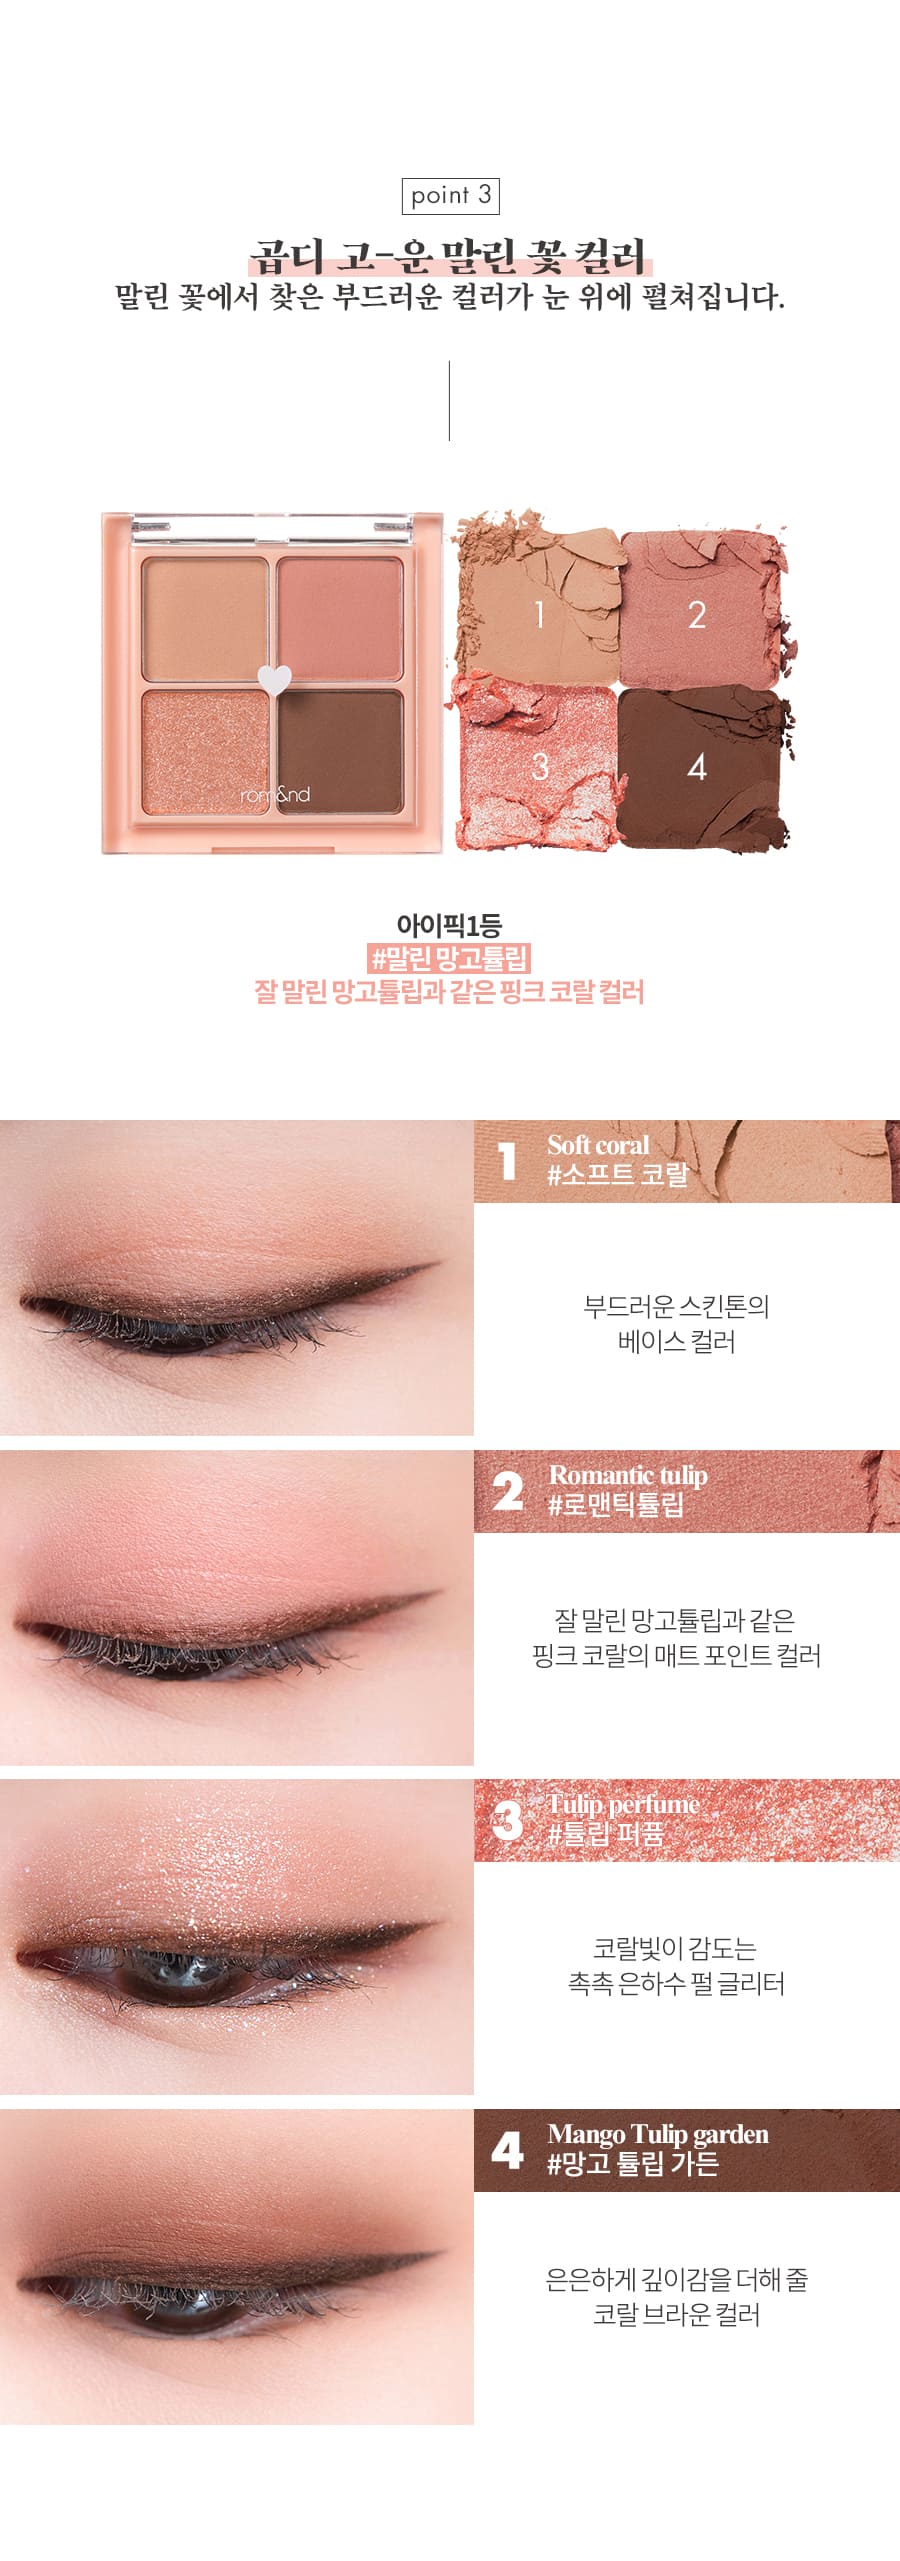 point 3
곱디 고-운 말린 꽃 컬러
말린 꽃에서 찾은 부드러운 컬러가 눈 위에 펼쳐집니다.
rom&nd
1
2
3
4
아이픽1등
#말린 망고튤립
잘 말린 망고튤립과 같은 핑크 코랄 컬러
1
Soft coral
#소프트 코랄
부드러운 스킨톤의
베이스 컬러
2
Romantic tulip
#로맨틱튤립
잘 말린 망고튤립과 같은
핑크 코랄의 매트 포인트 컬러
3
Tulip perfume
#튤립 퍼퓸
코랄빛이 감도는
촉촉 은하수 펄 글리터
4
Mango Tulip garden
#망고 튤립 가든
은은하게 깊이감을 더해 줄
코랄 브라운 컬러